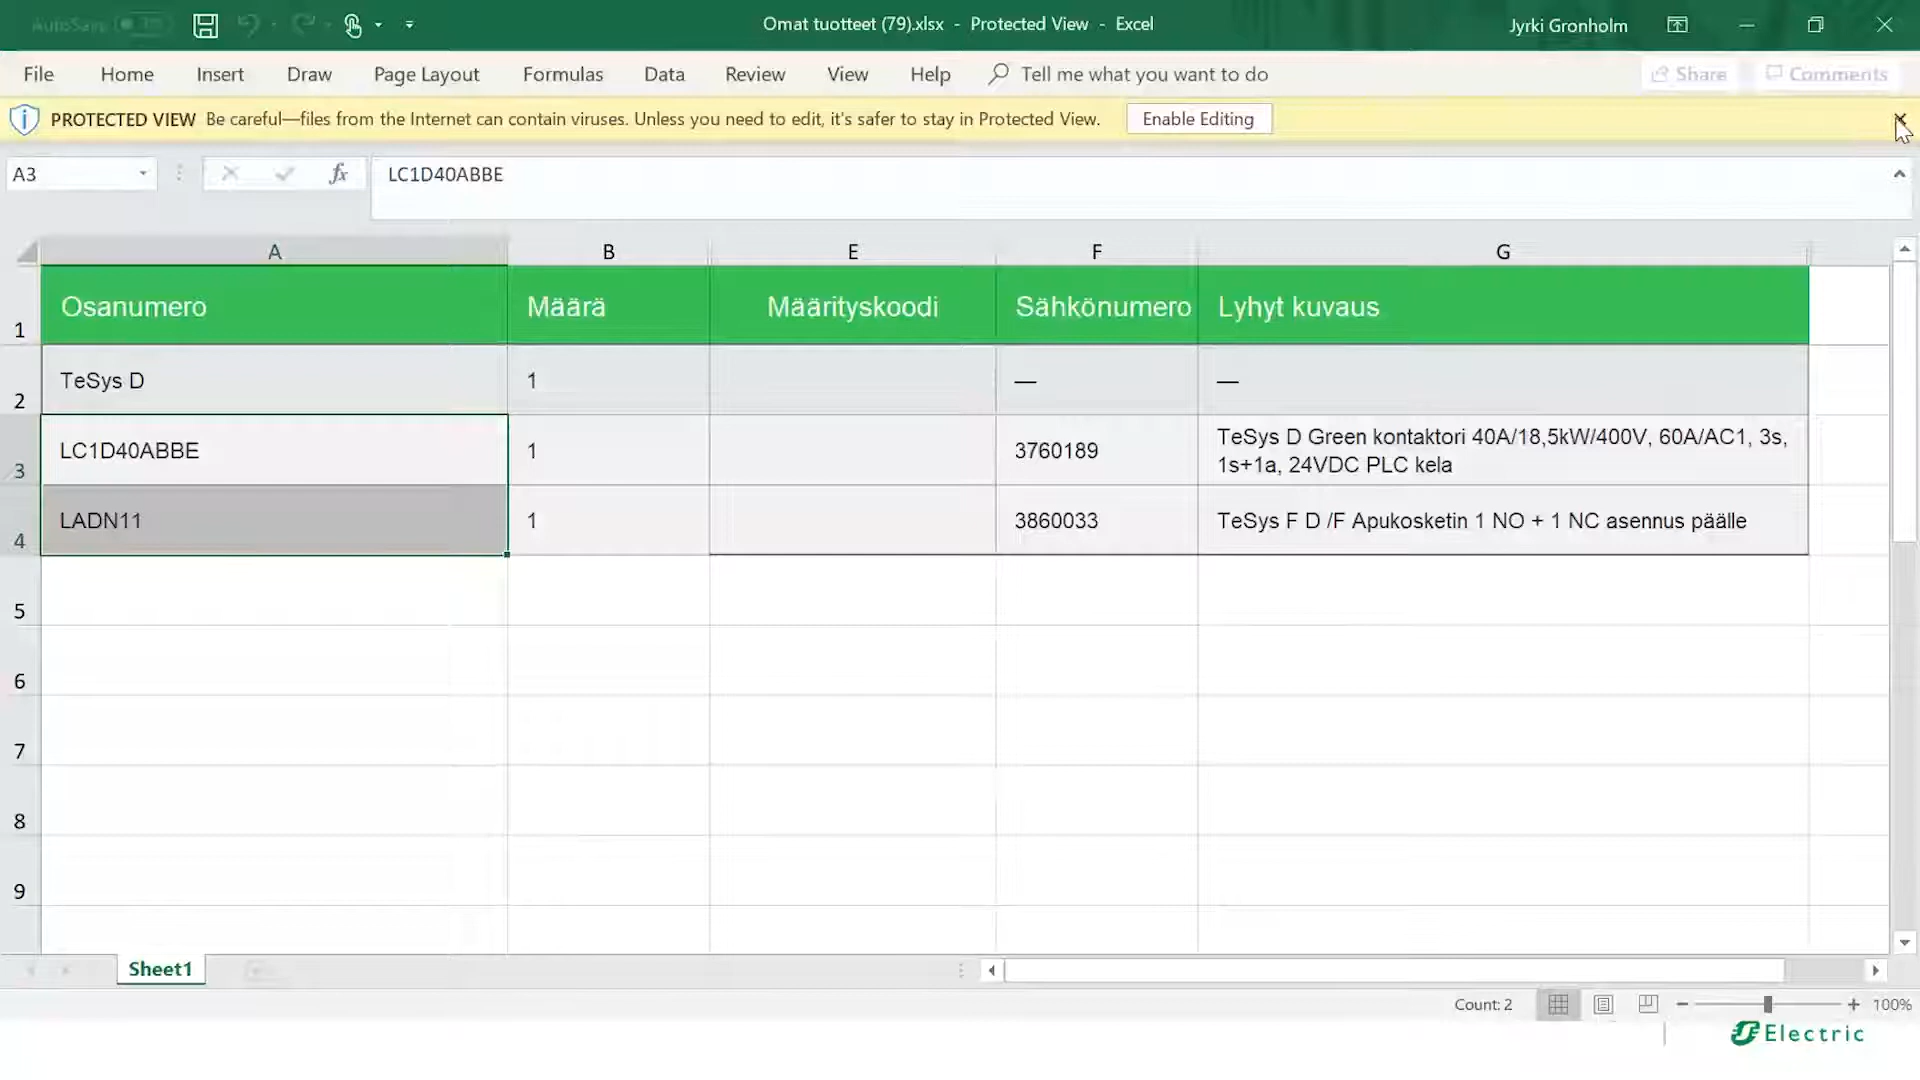 AutoSave
Omat tuotteet (79).xlsx - Protected View - Excel
Jyrki Gronholm
File Home Insert Draw Page Layout Formulas Data Review View Help Tell me what you want to do Share Comments
PROTECTED VIEW Be careful—files from the Internet can contain viruses. Unless you need to edit, it's safer to stay in Protected View. Enable Editing
A3 fx LC1D40ABBE
A B E F G
1 Osanumero Määrä Määrityskoodi Sähkönumero Lyhyt kuvaus
2 TeSys D 1 — —
3 LC1D40ABBE 1 3760189 TeSys D Green kontaktori 40A/18,5kW/400V, 60A/AC1, 3s,
1s+1a, 24VDC PLC kela
4 LADN11 1 3860033 TeSys F D /F Apukosketin 1 NO + 1 NC asennus päälle
5
6
7
8
9
Sheet1
Count: 2 100%
Electric